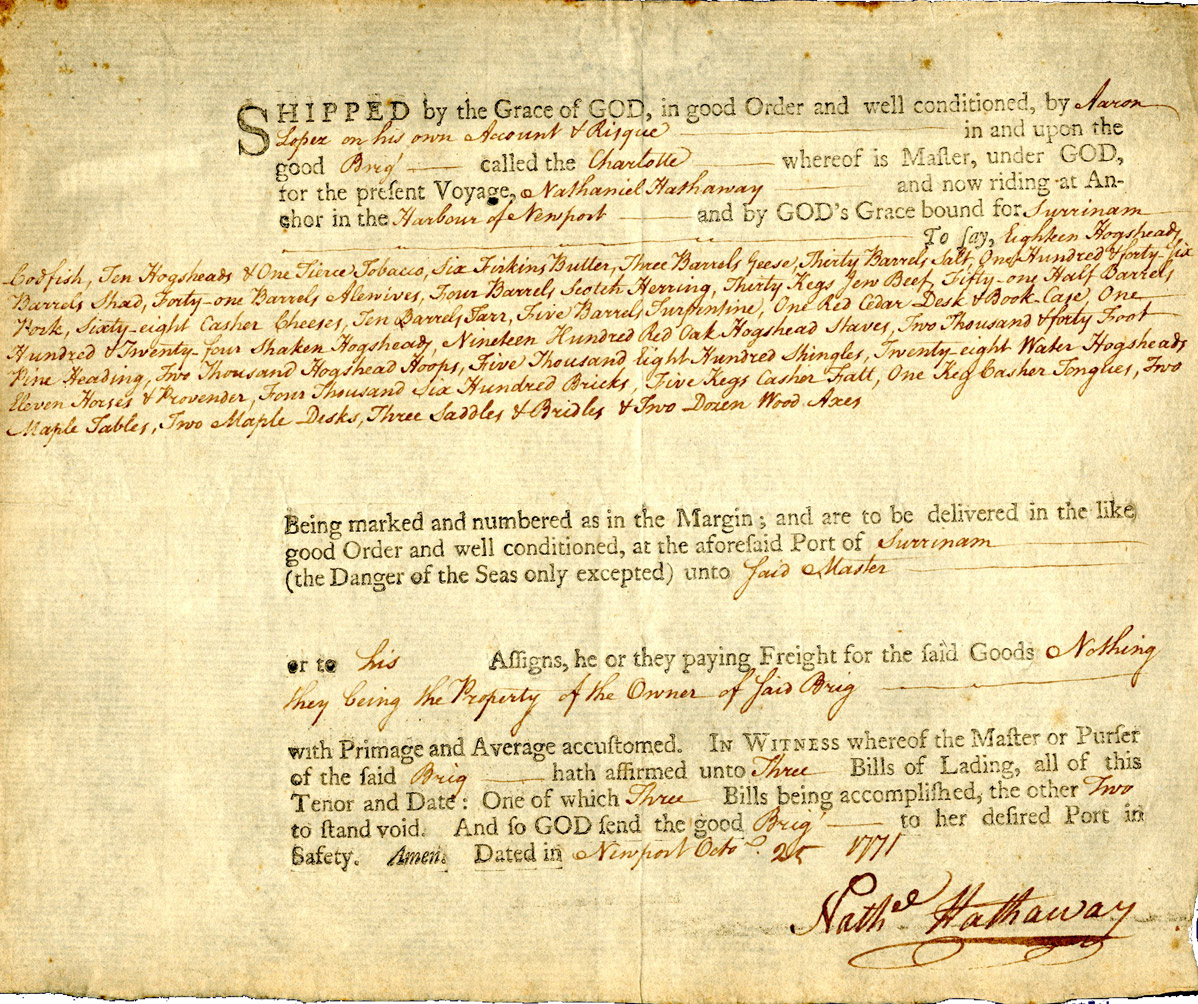 SHIPPED by the Grace of GOD, in good Order and well conditioned, by Aaron
Lopez on his own Account & Risque in and upon the
good Brig called the Charlotte whereof is Maſter, under GOD,
for the preſent Voyage, Nathaniel Hathaway and now riding at An-
chor in the Harbour of Newport and by GOD's Grace bound for Surrinam
To ſay, Eighteen Hogsheads
Codfish, Ten Hogsheads & One Tierce Tobacco, Six Firkins Butter, Three Barrels Geese, Thirty Barrels Salt, One Hundred & forty-six
Barrels Shad, Forty-one Barrels Alewives, Four Barrels Scotch Herring, Thirty Kegs Jew Beef, Fifty-one Half Barrels
Pork, Sixty-eight Casher Cheeses, Ten Barrels Tarr, Five Barrels Turpintine, One Red Cedar Desk & Book-Case, One
Hundred & Twenty-four Shaken Hogsheads, Nineteen Hundred Red Oak Hogshead Staves, Two Thousand & forty Foot
Pine Heading, Two Thousand Hogshead Hoops, Five Thousand Eight Hundred Shingles, Twenty-eight Water Hogsheads
Eleven Horses & Provender, Four Thousand Six Hundred Bricks, Five Kegs Casher Fatt, One Keg Casher Tongues, Two
Maple Tables, Two Maple Desks, Three Saddles & Bridles & Two Dozen Wood Axes
Being marked and numbered as in the Margin; and are to be delivered in the like
good Order and well conditioned, at the aforeſaid Port of Surrinam
(the Danger of the Seas only excepted) unto ſaid Master
or to his Aſſigns, he or they paying Freight for the ſaid Goods Nothing
they being the Property of the Owner of ſaid Brig
with Primage and Average accuſtomed. IN WITNESS whereof the Maſter or Purſer
of the ſaid Brig hath affirmed unto Three Bills of Lading, all of this
Tenor and Date: One of which Three Bills being accompliſhed, the other Two
to ſtand void. And ſo GOD ſend the good Brig to her deſired Port in
Safety. Amen. Dated in Newport Octo. 25 1771
Nathel Hathaway